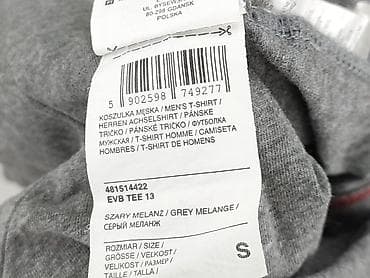 UL. BYSEWSKA
80-298 GDAŃSK
POLSKA
5 902598 749277
KOSZULKA MĘSKA / MEN'S T-SHIRT /
HERREN ACHSELSHIRT / PÁNSKE
TRIČKO / PÁNSKÉ TRIČKO / ФУТБОЛКА
МУЖСКАЯ / T-SHIRT HOMME / CAMISETA
HOMBRES / T-SHIRT DE HOMENS
481514422
EVB TEE 13
SZARY MELANŻ / GREY MELANGE /
СЕРЫЙ МЕЛАНЖ
ROZMIAR / SIZE /
GRÖSSE / VEĽKOSŤ /
VELIKOST / РАЗМЕР /
TAILLE / TALLA /
S